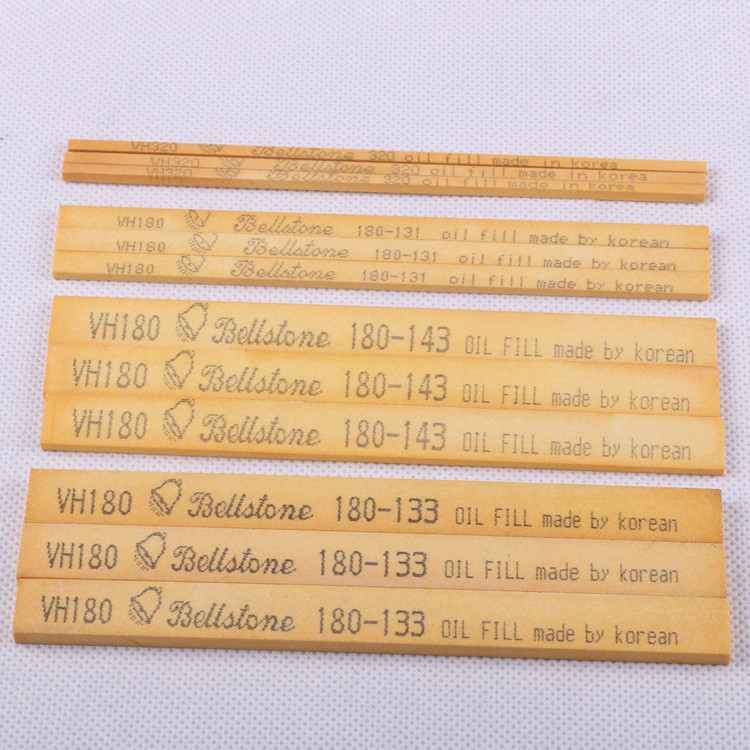 VH320 Bellstone 320 oil fill made in korea
VH320 Bellstone 320 oil fill made in korea
VH320 Bellstone 320 oil fill made in korea
VH180 Bellstone 180-131 oil fill made by korean
VH180 Bellstone 180-131 oil fill made by korean
VH180 Bellstone 180-131 oil fill made by korean
VH180 Bellstone 180-143 OIL FILL made by korean
VH180 Bellstone 180-143 OIL FILL made by korean
VH180 Bellstone 180-143 OIL FILL made by korean
VH180 Bellstone 180-133 OIL FILL made by korean
VH180 Bellstone 180-133 OIL FILL made by korean
VH180 Bellstone 180-133 OIL FILL made by korean